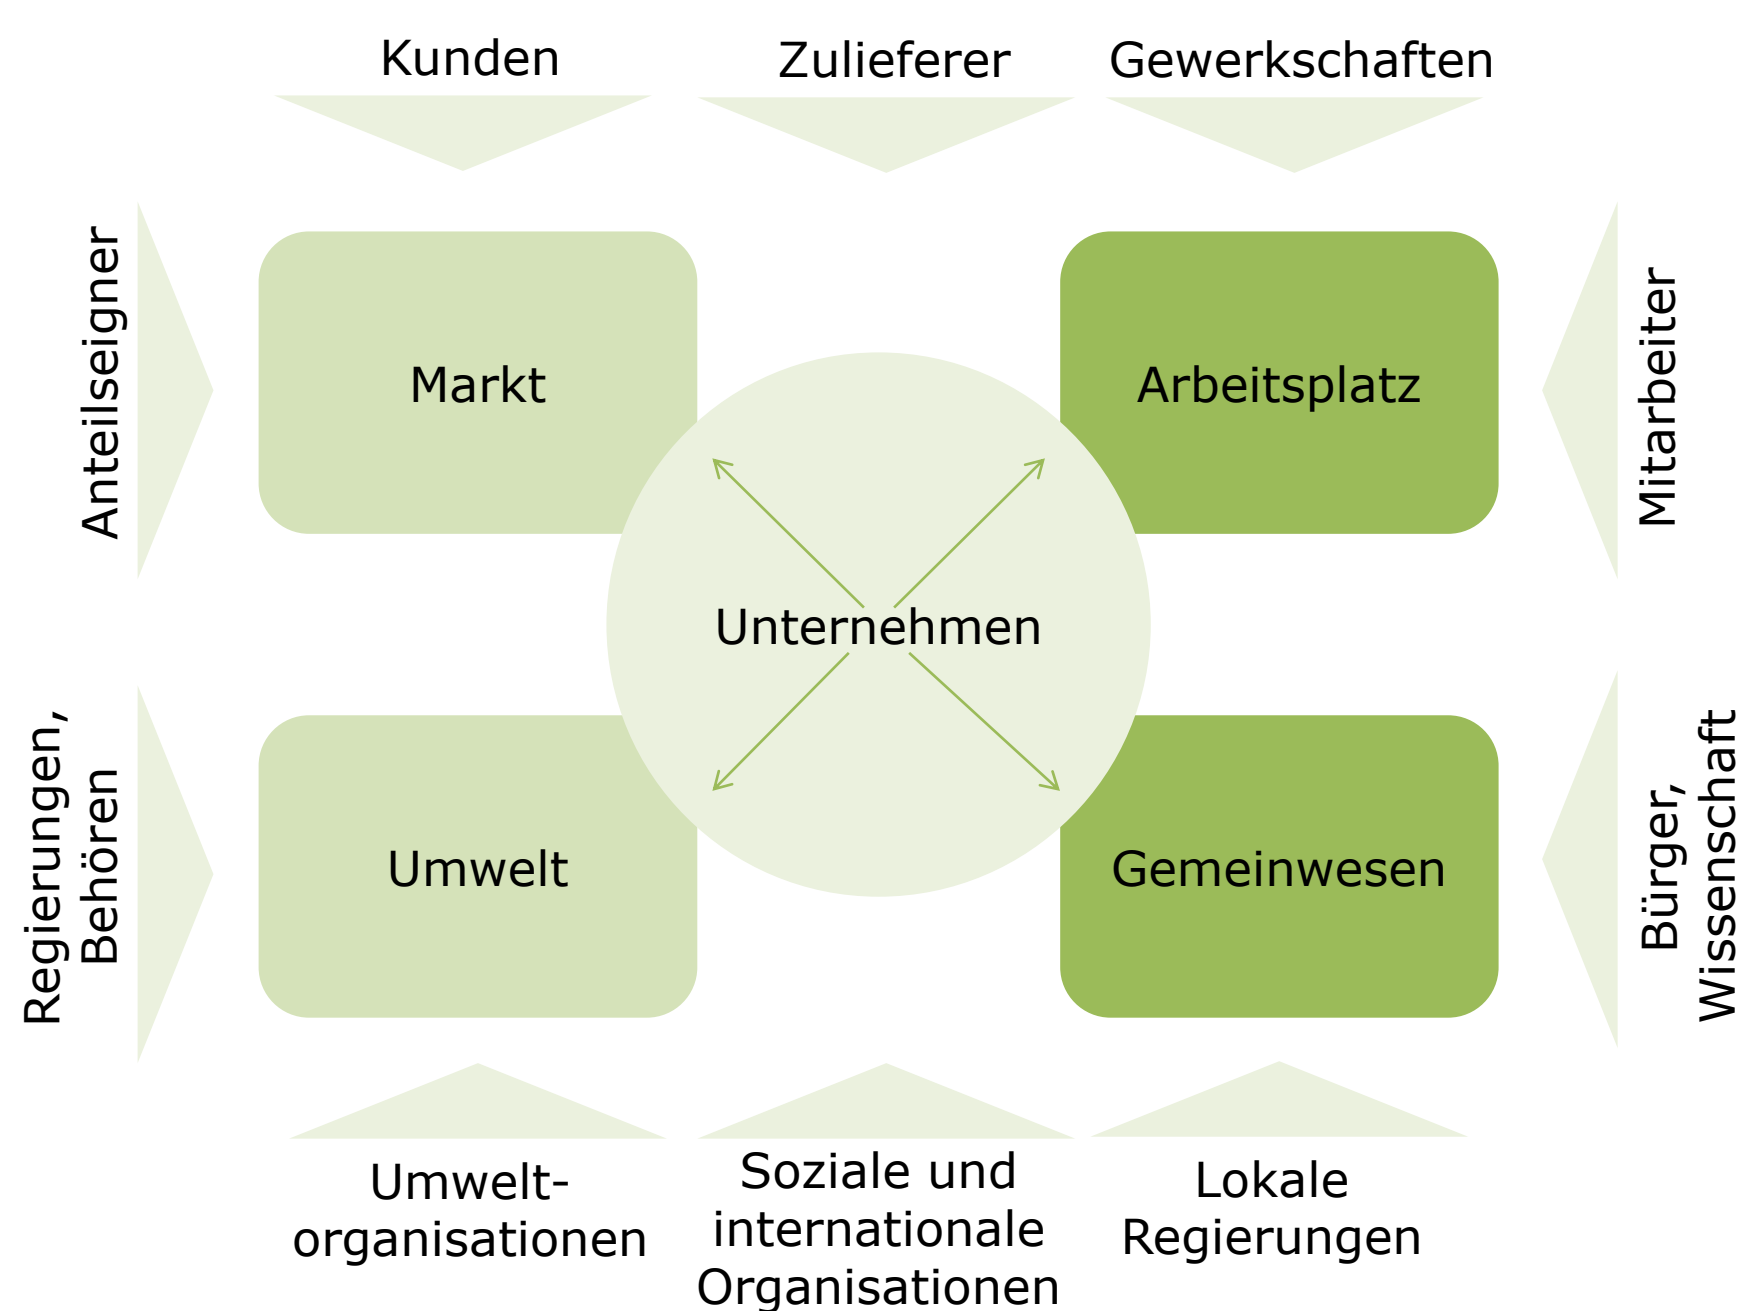 Kunden
Zulieferer
Gewerkschaften
Anteilseigner
Markt
Arbeitsplatz
Mitarbeiter
Unternehmen
Regierungen,
Behören
Umwelt
Gemeinwesen
Bürger,
Wissenschaft
Umwelt-
organisationen
Soziale und
internationale
Organisationen
Lokale
Regierungen